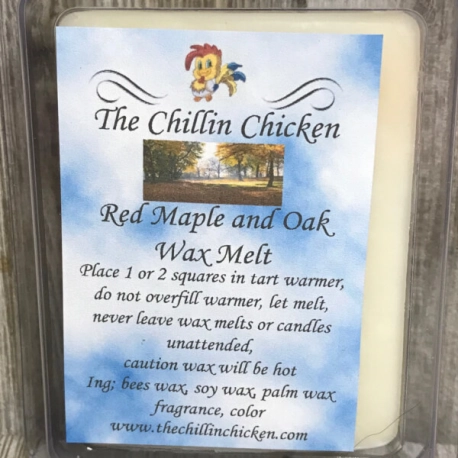 The Chillin Chicken
Red Maple and Oak
Wax Melt
Place 1 or 2 squares in tart warmer,
do not overfill warmer, let melt,
never leave wax melts or candles
unattended,
caution wax will be hot
Ing; bees wax, soy wax, palm wax
fragrance, color
www.thechillinchicken.com